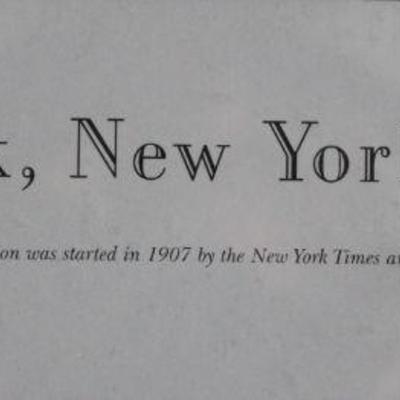 , New Yor
on was started in 1907 by the New York Times a